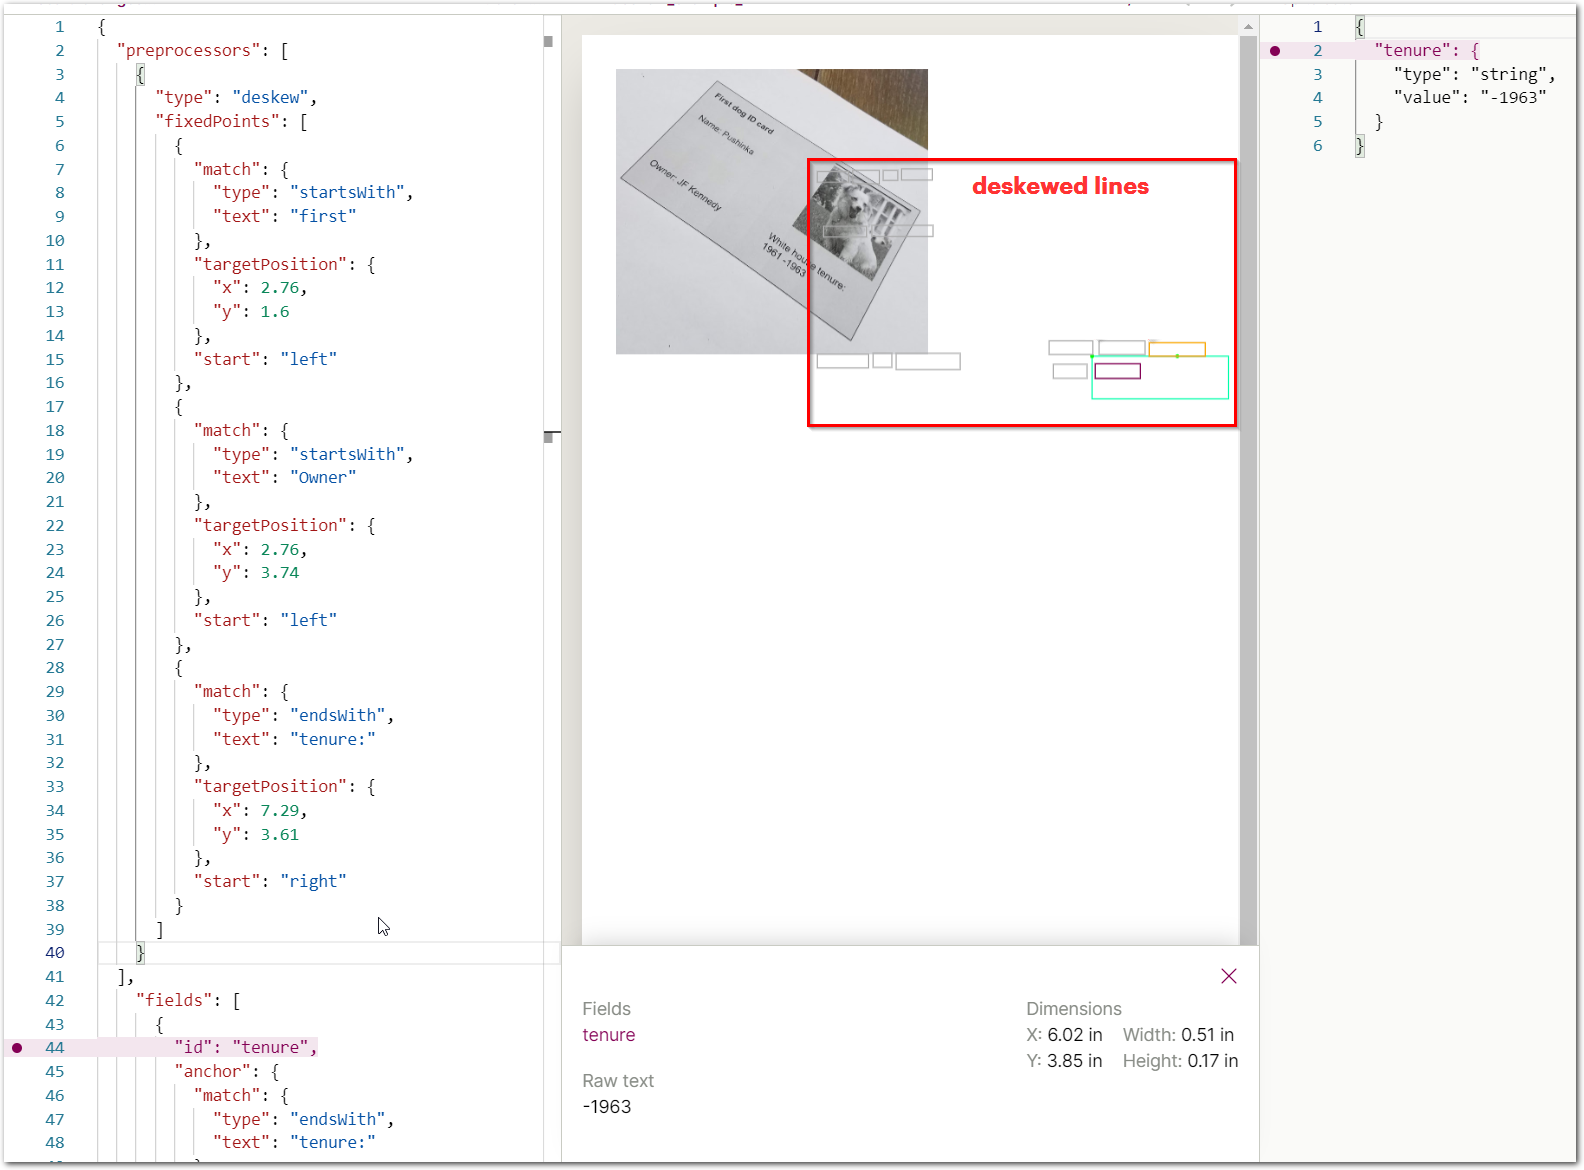 1 {
2 "preprocessors": [
3 {
4 "type": "deskew",
5 "fixedPoints": [
6 {
7 "match": {
8 "type": "startsWith",
9 "text": "first"
10 },
11 "targetPosition": {
12 "x": 2.76,
13 "y": 1.6
14 },
15 "start": "left"
16 },
17 {
18 "match": {
19 "type": "startsWith",
20 "text": "Owner"
21 },
22 "targetPosition": {
23 "x": 2.76,
24 "y": 3.74
25 },
26 "start": "left"
27 },
28 {
29 "match": {
30 "type": "endsWith",
31 "text": "tenure:"
32 },
33 "targetPosition": {
34 "x": 7.29,
35 "y": 3.61
36 },
37 "start": "right"
38 }
39 ]
40 }
41 ],
42 "fields": [
43 {
44 "id": "tenure",
45 "anchor": {
46 "match": {
47 "type": "endsWith",
48 "text": "tenure:"
First dog ID card
Name: Pushinka
Owner: JF Kennedy
White house tenure:
1961 -1963
deskewed lines
Fields
tenure
Raw text
-1963
Dimensions
X: 6.02 in Width: 0.51 in
Y: 3.85 in Height: 0.17 in
1 {
2 "tenure": {
3 "type": "string",
4 "value": "-1963"
5 }
6 }